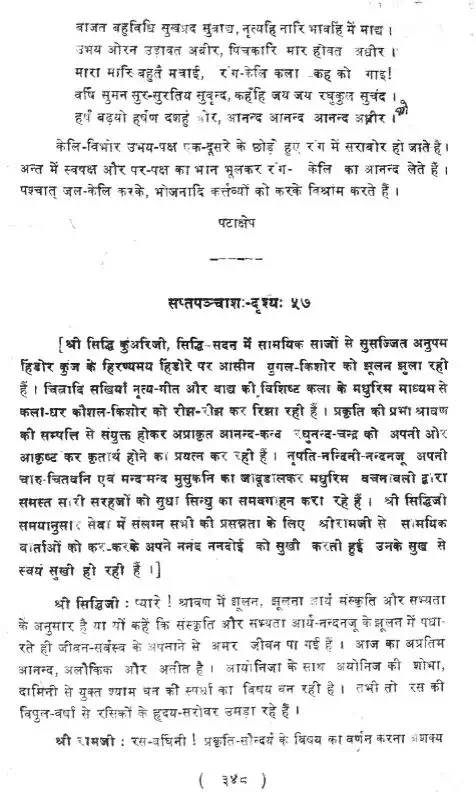 बाजत बहुविधि सुखप्रद सुवाद्य, नृत्यहि नारि भावहिं में माद्य ।
उभय ओरन उड़ावत अबीर, पिचकारि मार होवत अधीर ।
मारा मारि बहुतै मचाई, रंग-केलि कला कह को गाई!
वर्षि सुमन सुर-सुरतिय सुवृन्द, कहँहि जय जय रघुकुल सुचंद ।
हर्ष बढ़यो हर्षण दशहुँ ओर, आनन्द आनन्द आनन्द अधीर ।
केलि-विभोर उभय-पक्ष एक-दूसरे के छोड़े हुए रंग में सराबोर हो जाते हैं।
अन्त में स्वपक्ष और पर-पक्ष का भान भूलकर रंग- केलि का आनन्द लेते हैं ।
पश्चात् जल-केलि करके, भोजनादि कर्त्तव्यों को करके विश्राम करते हैं ।
पटाक्षेप
सप्तपञ्चाशः-दृश्यः ५७
[श्री सिद्धि कुंअरिजी, सिद्धि-सदन में सामयिक साजों से सुसज्जित अनुपम
हिंडोर कुंज के हिरण्यमय हिंडोरे पर आसीन युगल-किशोर को झूलन झुला रही
हैं । चित्रादि सखियाँ नृत्य-गीत और वाद्य की विशिष्ट कला के मधुरिम माध्यम से
कला-धर कौशल-किशोर को रीझ-रीझ कर रिझा रही हैं । प्रकृति की प्रभा श्रावण
की सम्पत्ति से संयुक्त होकर अप्राकृत आनन्द-कन्द रघुनन्द-चन्द्र को अपनी ओर
आकृष्ट कर कृतार्थ होने का प्रयत्न कर रही हैं । नृपति-नन्दिनी-नन्दनजू अपनी
चारु-चितवनि एवं मन्द-मन्द मुसुकनि का जादूडालकर मधुरिम वचनावली द्वारा
समस्त सारी सरहजों को सुधा सिन्धु का समवगाहन करा रहे हैं । श्री सिद्धिजी
समयानुसार सेवा में संलग्न सभी की प्रसन्नता के लिए श्रीरामजी से सामयिक
वार्ताओं को कर-करके अपने ननंद ननदोई को सुखी करती हुई उनके सुख से
स्वयं सुखी हो रही हैं ।]
श्री सिद्धिजी : प्यारे ! श्रावण में झूलन, झूलना आर्य संस्कृति और सभ्यता
के अनुसार है या यों कहें कि संस्कृति और सभ्यता आर्य-नन्दनजू के झूलन में पधा-
रते ही जीवन-सर्वस्व के अपनाने से अमर जीवन पा गई हैं । आज का अप्रतिम
आनन्द, अलौकिक और अतीत है । आयोनिजा के साथ अयोनिज की शोभा,
दामिनी से युक्त श्याम घन की स्पर्धा का विषय बन रही है । तभी तो रस की
विपुल-वर्षा से रसिकों के हृदय-सरोवर उमड़ा रहे हैं ।
श्री रामजी : रस-वर्धिनी ! प्रकृति-सौन्दर्य के विषय का वर्णन करना अशक्य
( ३४८ )